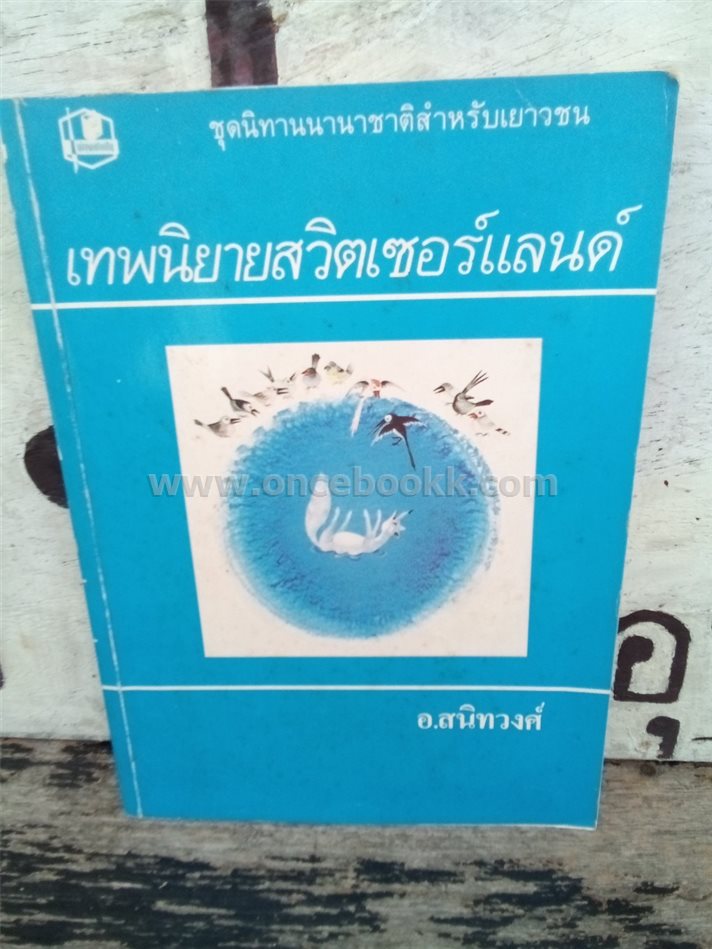 ชุดนิทานนานาชาติสำหรับเยาวชน
เทพนิยายสวิตเซอร์แลนด์
www.oncebookk.com
อ.สนิทวงศ์